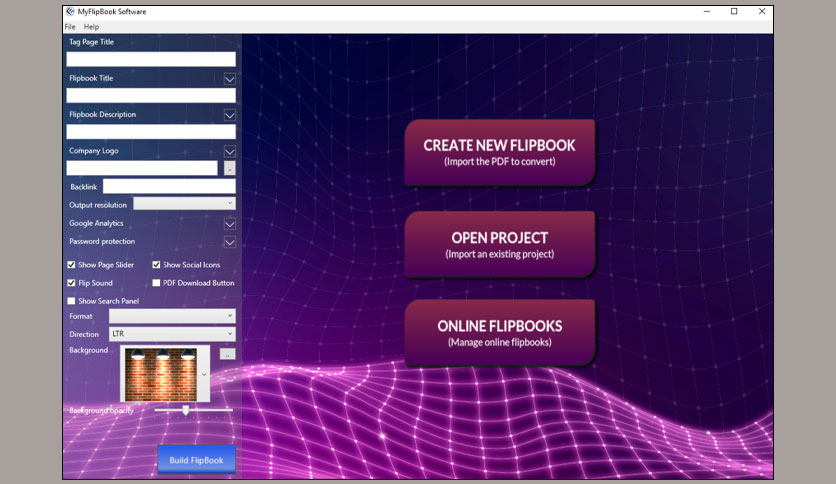 MyFlipBook Software
File Help
Tag Page Title
Flipbook Title
Flipbook Description
Company Logo
Backlink
Output resolution
Google Analytics
Password protection
Show Page Slider Show Social Icons
Flip Sound PDF Download Button
Show Search Panel
Format
Direction LTR
Background
Background opacity
Build FlipBook
CREATE NEW FLIPBOOK
(Import the PDF to convert)
OPEN PROJECT
(Import an existing project)
ONLINE FLIPBOOKS
(Manage online flipbooks)